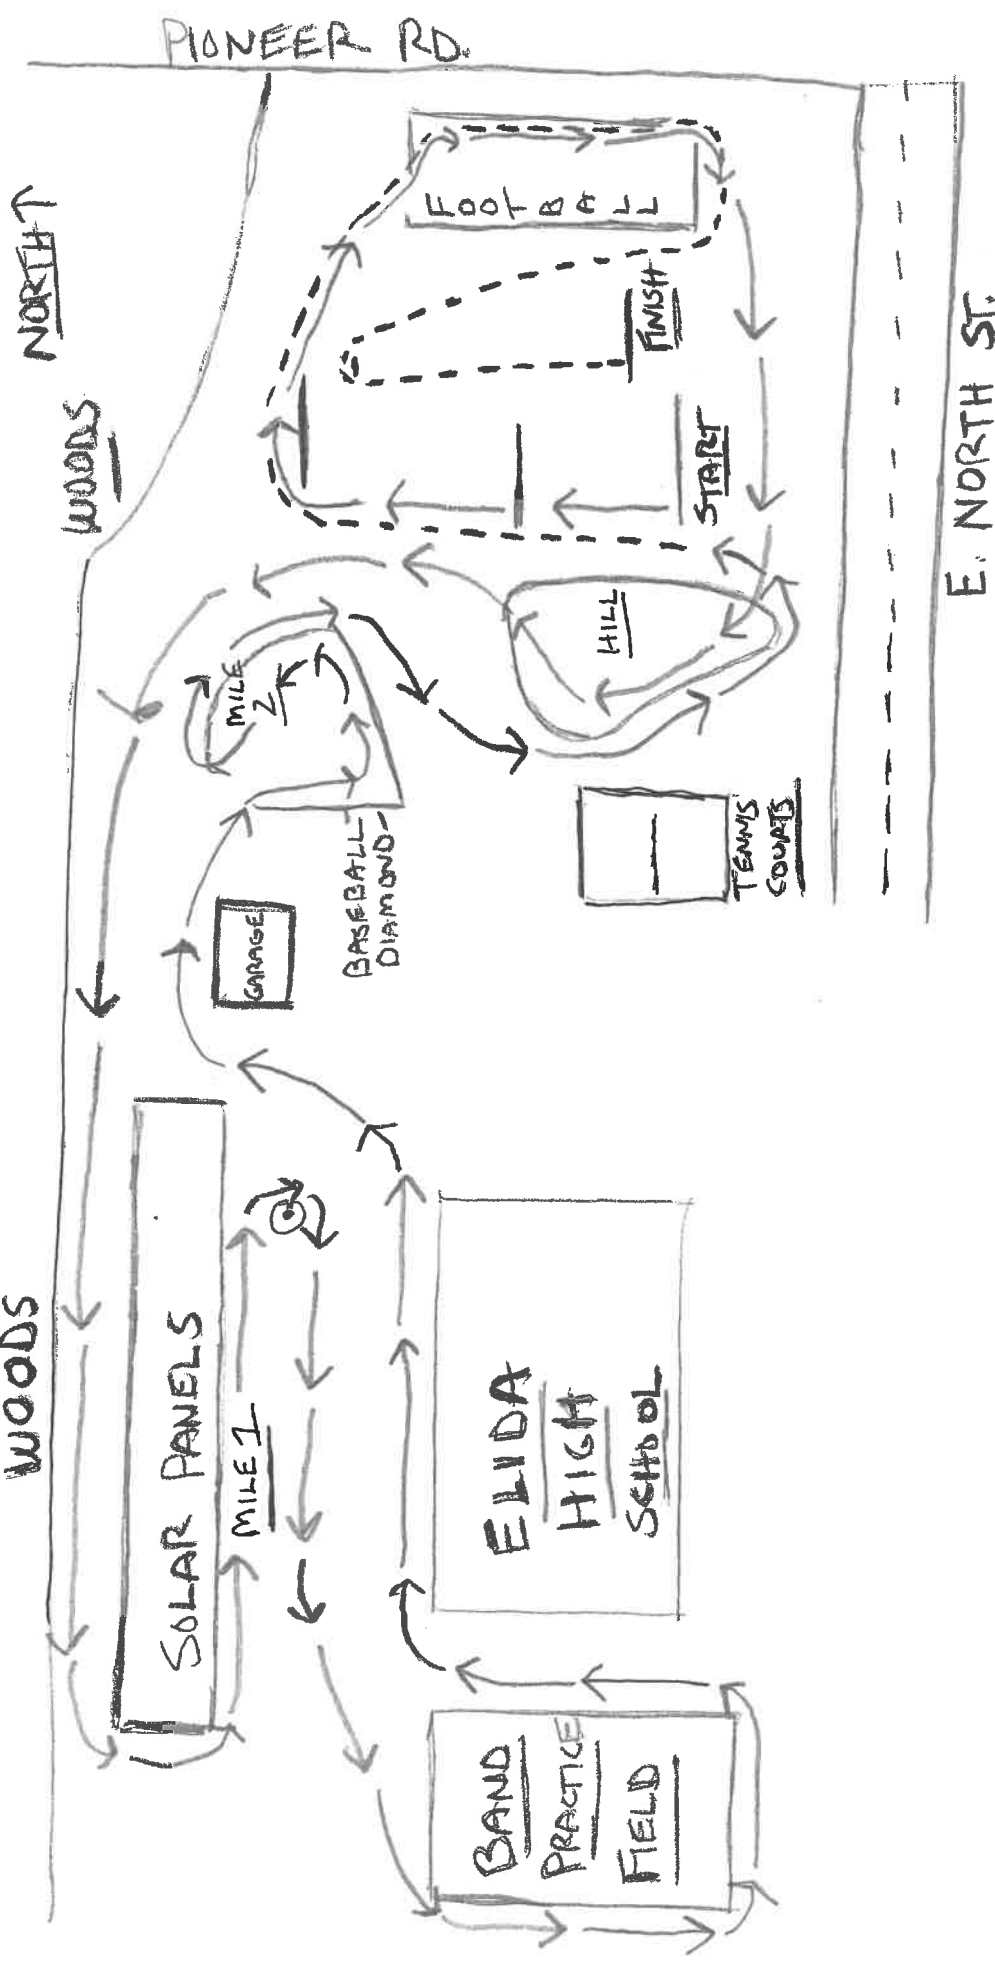 PIONEER RD.
NORTH↑
WOODS
FOOTBALL
FINISH
START
E. NORTH ST.
HILL
MILE
2
BASEBALL
DIAMOND
TENNIS
COURTS
GARAGE
WOODS
SOLAR PANELS
MILE 1
ELIDA
HIGH
SCHOOL
BAND
PRACTICE
FIELD